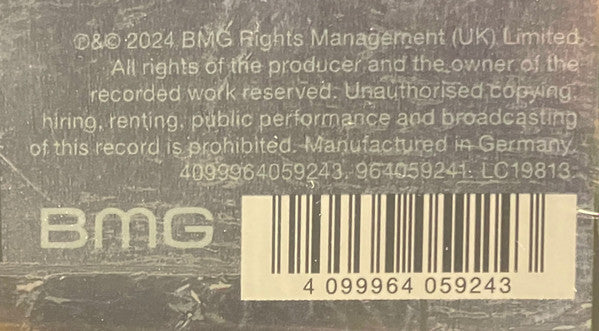 ℗&© 2024 BMG Rights Management (UK) Limited.
All rights of the producer and the owner of the
recorded work reserved. Unauthorised copying,
hiring, renting, public performance and broadcasting
of this record is prohibited. Manufactured in Germany.
4099964059243. 964059241. LC19813.
BMG
4 099964 059243